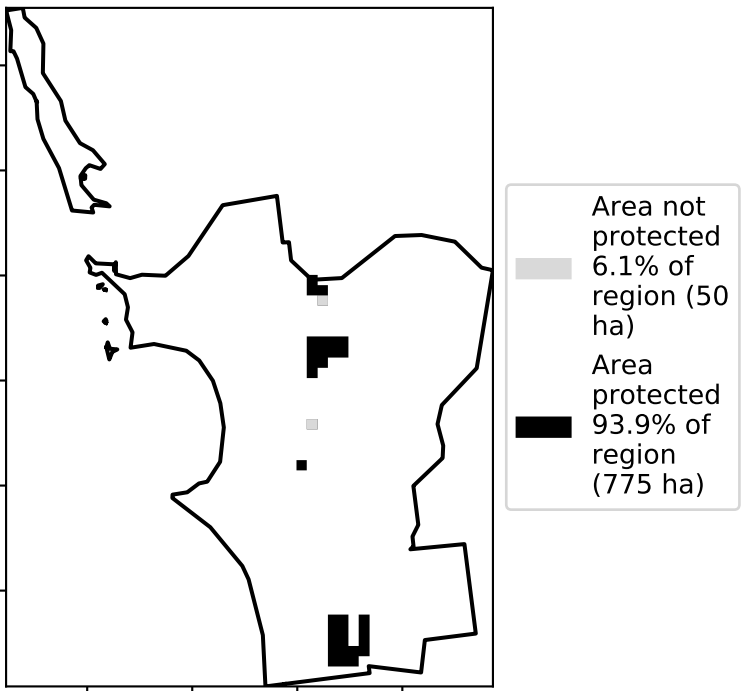 Area not
protected
6.1% of
region (50
ha)
Area
protected
93.9% of
region
(775 ha)